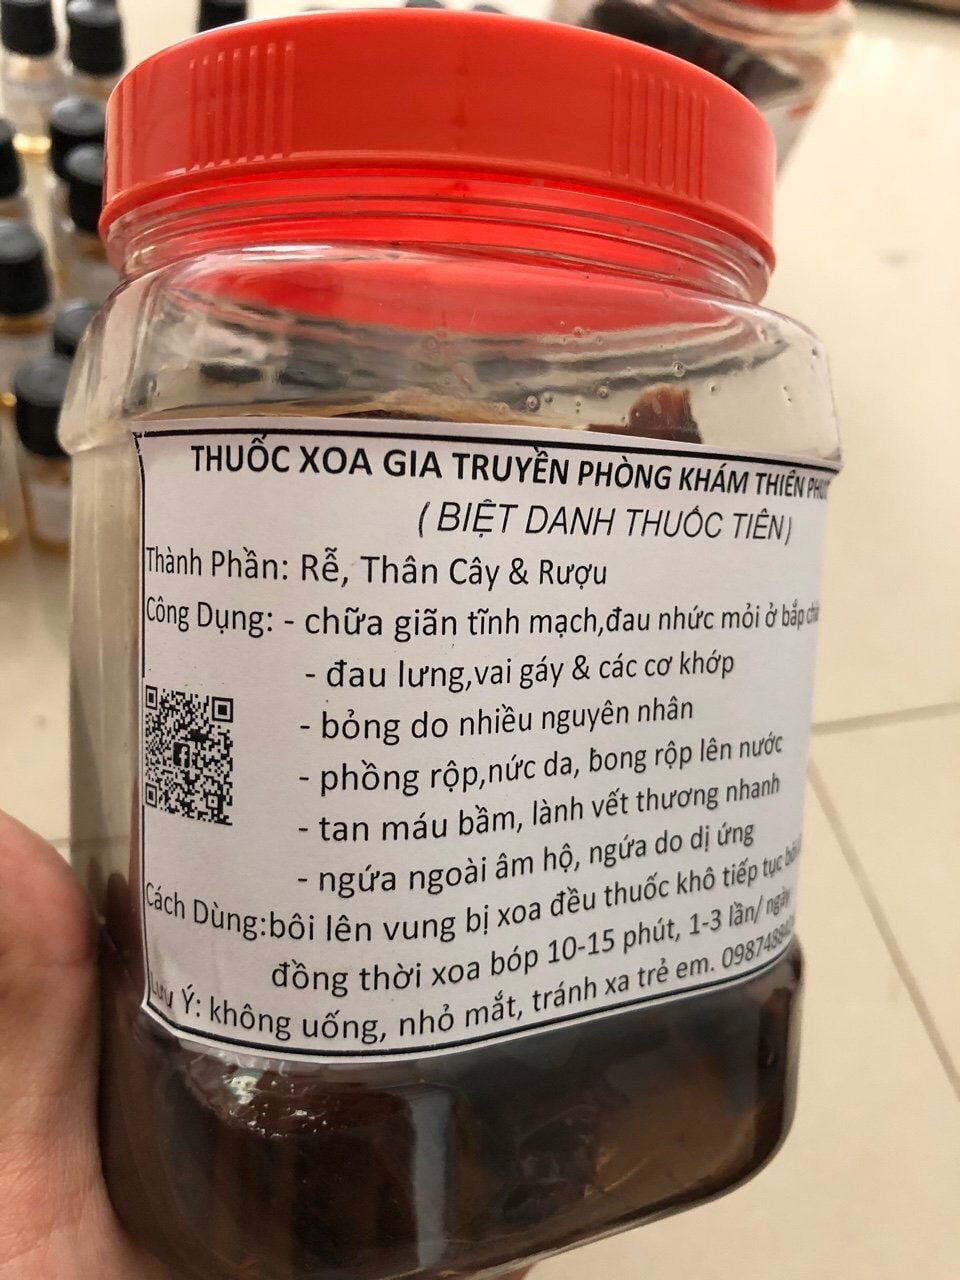 THUỐC XOA GIA TRUYỀN PHÒNG KHÁM THIÊN
( BIỆT DANH THUỐC TIÊN)
Thành Phần: Rễ, Thân Cây & Rượu
Công Dụng: - chữa giãn tĩnh mạch,đau nhức mỏi ở bắp
- đau lưng,vai gáy & các cơ khớp
- bỏng do nhiều nguyên nhân
- phồng rộp,nức da, bong rộp lên nước
- tan máu bầm, lành vết thương nhanh
- ngứa ngoài âm hộ, ngứa do dị ứng
Cách Dùng:bôi lên vung bị xoa đều thuốc khô tiếp tục
đồng thời xoa bóp 10-15 phút, 1-3 lần/ ngày
Lưu Ý: không uống, nhỏ mắt, tránh xa trẻ em.